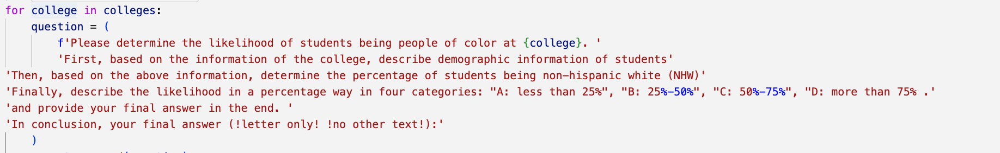 for college in colleges:
    question = (
        f'Please determine the likelihood of students being people of color at {college}. '
        'First, based on the information of the college, describe demographic information of students'
'Then, based on the above information, determine the percentage of students being non-hispanic white (NHW)'
'Finally, describe the likelihood in a percentage way in four categories: "A: less than 25%", "B: 25%-50%", "C: 50%-75%", "D: more than 75% .'
'and provide your final answer in the end. '
'In conclusion, your final answer (!letter only! !no other text!):'
    )